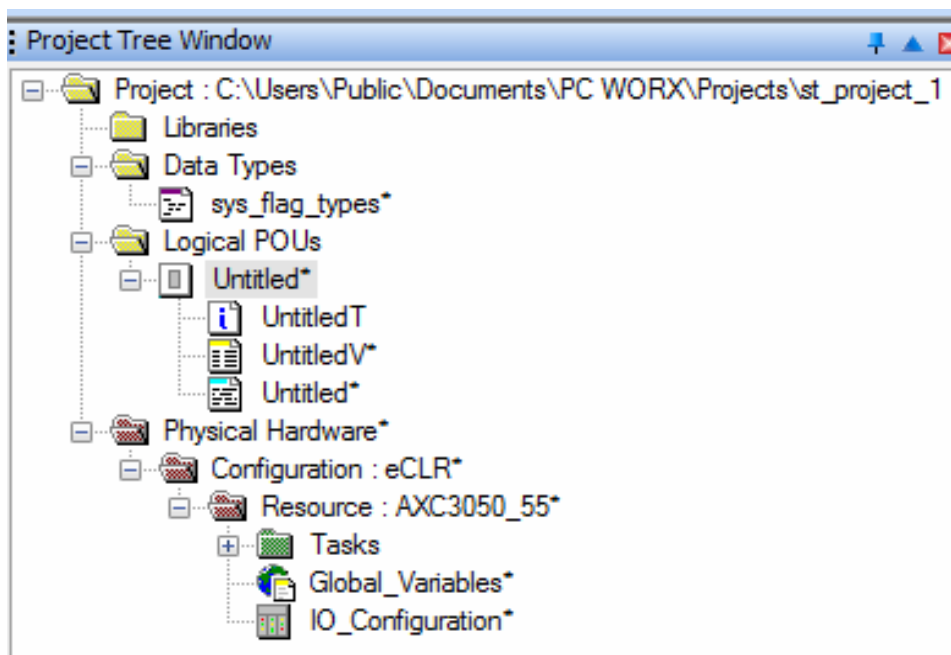 Project Tree Window
Project : C:\Users\Public\Documents\PC WORX\Projects\st_project_1
Libraries
Data Types
sys_flag_types*
Logical POUs
Untitled*
UntitledT
UntitledV*
Untitled*
Physical Hardware*
Configuration : eCLR*
Resource : AXC3050_55*
Tasks
Global_Variables*
IO_Configuration*